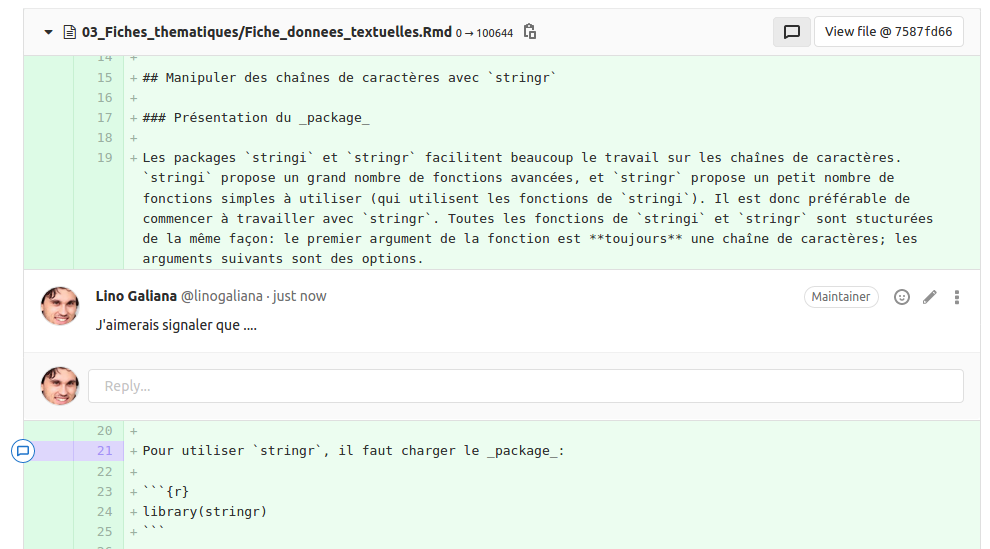 03_Fiches_thematiques/Fiche_donnees_textuelles.Rmd 0 → 100644 View file @ 7587fd66
14 +
15 + ## Manipuler des chaînes de caractères avec `stringr`
16 +
17 + ### Présentation du _package_
18 +
19 + Les packages `stringi` et `stringr` facilitent beaucoup le travail sur les chaînes de caractères.
`stringi` propose un grand nombre de fonctions avancées, et `stringr` propose un petit nombre de
fonctions simples à utiliser (qui utilisent les fonctions de `stringi`). Il est donc préférable de
commencer à travailler avec `stringr`. Toutes les fonctions de `stringi` et `stringr` sont stucturées
de la même façon: le premier argument de la fonction est **toujours** une chaîne de caractères; les
arguments suivants sont des options.
Lino Galiana @linogaliana · just now Maintainer
J'aimerais signaler que ....
Reply...
20 +
21 + Pour utiliser `stringr`, il faut charger le _package_:
22 +
23 + ```{r}
24 + library(stringr)
25 + ```
26